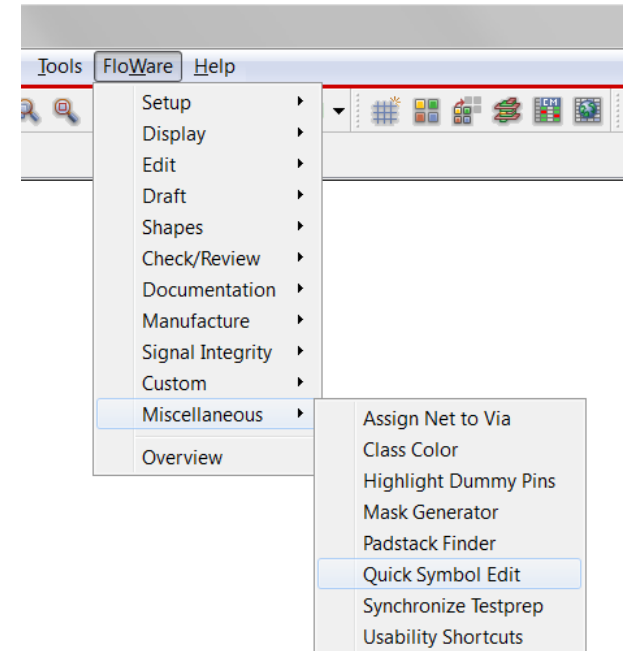 Tools FloWare Help
Setup
Display
Edit
Draft
Shapes
Check/Review
Documentation
Manufacture
Signal Integrity
Custom
Miscellaneous
Overview
Assign Net to Via
Class Color
Highlight Dummy Pins
Mask Generator
Padstack Finder
Quick Symbol Edit
Synchronize Testprep
Usability Shortcuts
CM